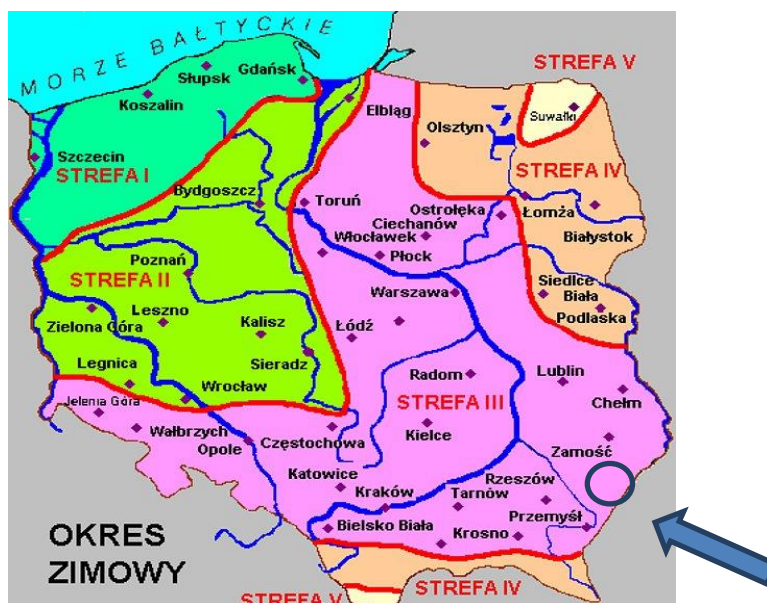 MORZE BAŁTYCKIE
STREFA V
Słupsk
Gdańsk
Koszalin
Elbląg
Suwałki
Olsztyn
Szczecin
STREFA I
STREFA IV
Bydgoszcz
Toruń
Ostrołęka
Łomża
Ciechanów
Włocławek
Białystok
Poznań
Płock
STREFA II
Siedlce
Warszawa
Biała
Podlaska
Leszno
Zielona Góra
Kalisz
Łódź
Legnica
Sieradz
Wrocław
Radom
Lublin
Jelenia Góra
STREFA III
Chełm
Wałbrzych
Częstochowa
Kielce
Opole
Zamość
Katowice
Rzeszów
Kraków
Tarnów
Przemyśl
OKRES
ZIMOWY
Bielsko Biała
Krosno
STREFA IV
STREFA V